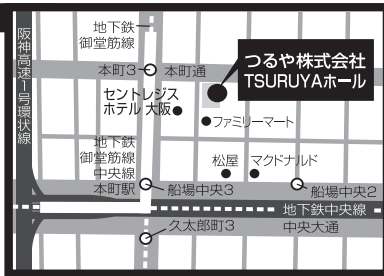 地下鉄
御堂筋線
阪神高速1号環状線
本町3
本町通
つるや株式会社
TSURUYAホール
セントレジス
ホテル 大阪
ファミリーマート
地下鉄
御堂筋線
中央線
本町駅
松屋
マクドナルド
船場中央3
船場中央2
地下鉄中央線
久太郎町3
中央大通